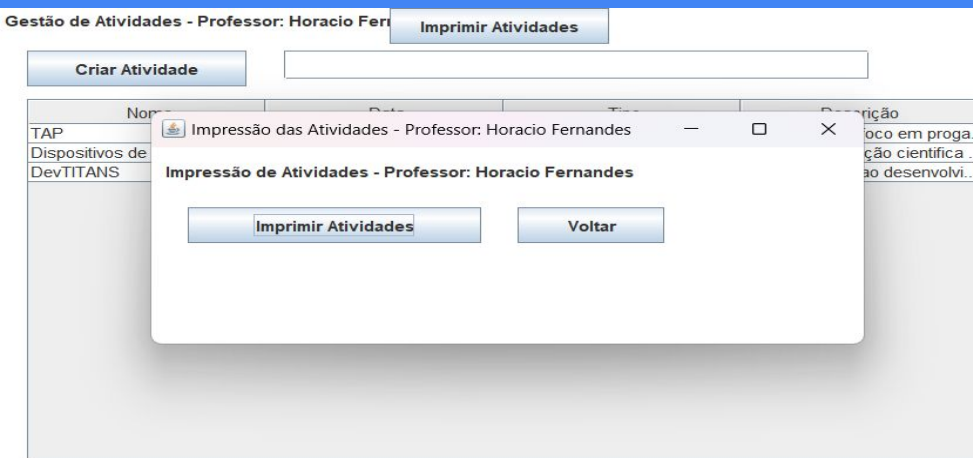 Gestão de Atividades - Professor: Horacio Fer
Imprimir Atividades
Criar Atividade
Nome Data Tipo Descrição
TAP
Dispositivos de
DevTITANS
foco em proga.
ção cientifica ..
ao desenvolvi..
Impressão das Atividades - Professor: Horacio Fernandes
Impressão de Atividades - Professor: Horacio Fernandes
Imprimir Atividades Voltar